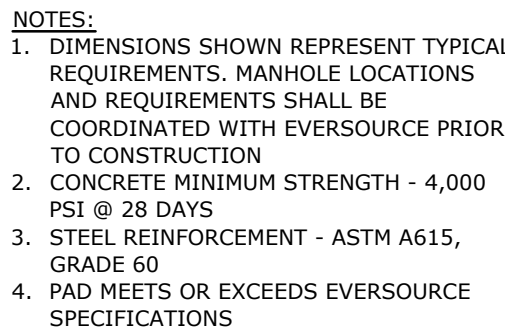 NOTES:
1. DIMENSIONS SHOWN REPRESENT TYPICAL
REQUIREMENTS. MANHOLE LOCATIONS
AND REQUIREMENTS SHALL BE
COORDINATED WITH EVERSOURCE PRIOR
TO CONSTRUCTION
2. CONCRETE MINIMUM STRENGTH - 4,000
PSI @ 28 DAYS
3. STEEL REINFORCEMENT - ASTM A615,
GRADE 60
4. PAD MEETS OR EXCEEDS EVERSOURCE
SPECIFICATIONS